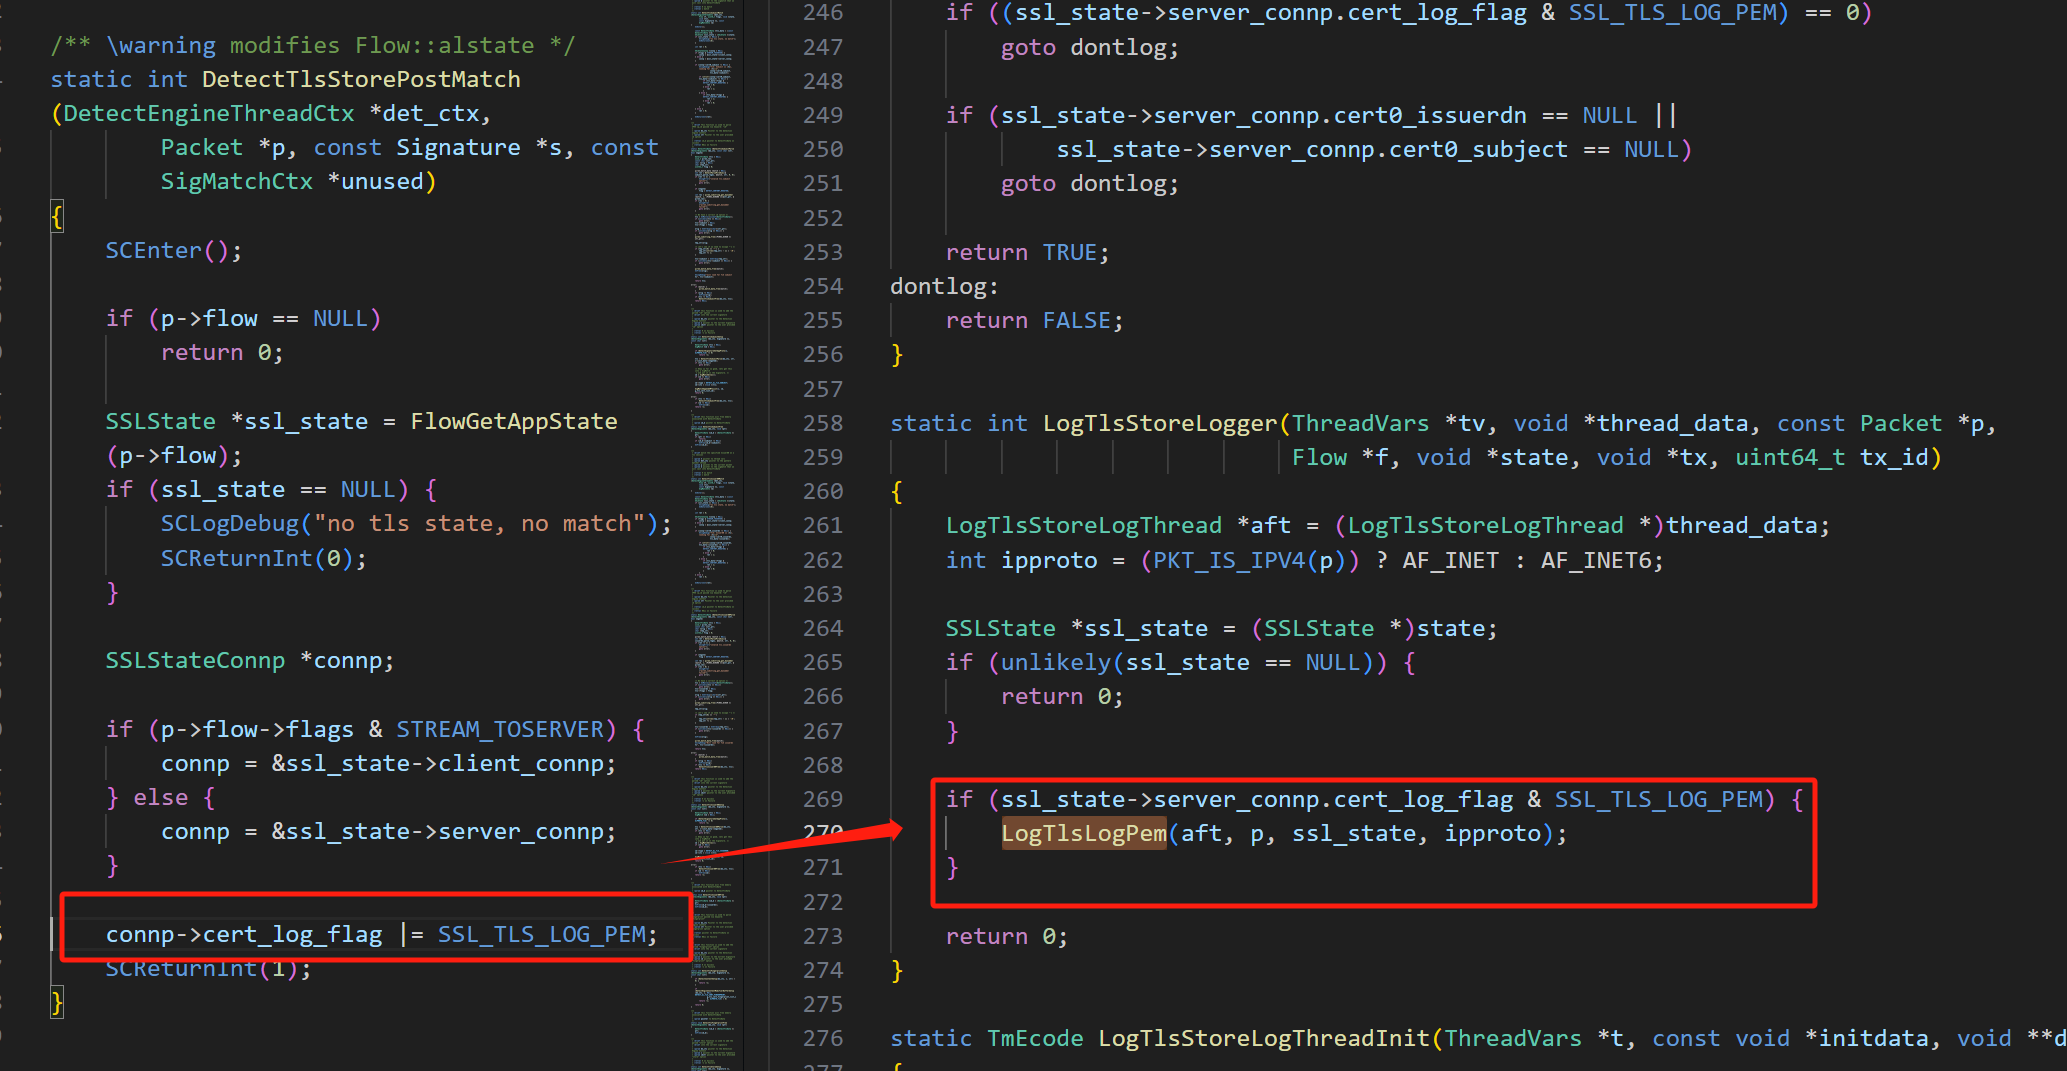 /** \warning modifies Flow::alstate */
static int DetectTlsStorePostMatch
(DetectEngineThreadCtx *det_ctx,
Packet *p, const Signature *s, const
SigMatchCtx *unused)
{
SCEnter();
if (p->flow == NULL)
return 0;
SSLState *ssl_state = FlowGetAppState
(p->flow);
if (ssl_state == NULL) {
SCLogDebug("no tls state, no match");
SCReturnInt(0);
}
SSLStateConnp *connp;
if (p->flow->flags & STREAM_TOSERVER) {
connp = &ssl_state->client_connp;
} else {
connp = &ssl_state->server_connp;
}
connp->cert_log_flag |= SSL_TLS_LOG_PEM;
SCReturnInt(1);
}
246 if ((ssl_state->server_connp.cert_log_flag & SSL_TLS_LOG_PEM) == 0)
247 goto dontlog;
248
249 if (ssl_state->server_connp.cert0_issuerdn == NULL ||
250 ssl_state->server_connp.cert0_subject == NULL)
251 goto dontlog;
252
253 return TRUE;
254 dontlog:
255 return FALSE;
256 }
257
258 static int LogTlsStoreLogger(ThreadVars *tv, void *thread_data, const Packet *p,
259 Flow *f, void *state, void *tx, uint64_t tx_id)
260 {
261 LogTlsStoreLogThread *aft = (LogTlsStoreLogThread *)thread_data;
262 int ipproto = (PKT_IS_IPV4(p)) ? AF_INET : AF_INET6;
263
264 SSLState *ssl_state = (SSLState *)state;
265 if (unlikely(ssl_state == NULL)) {
266 return 0;
267 }
268
269 if (ssl_state->server_connp.cert_log_flag & SSL_TLS_LOG_PEM) {
270 LogTlsLogPem(aft, p, ssl_state, ipproto);
271 }
272
273 return 0;
274 }
275
276 static TmEcode LogTlsStoreLogThreadInit(ThreadVars *t, const void *initdata, void **d
277 {